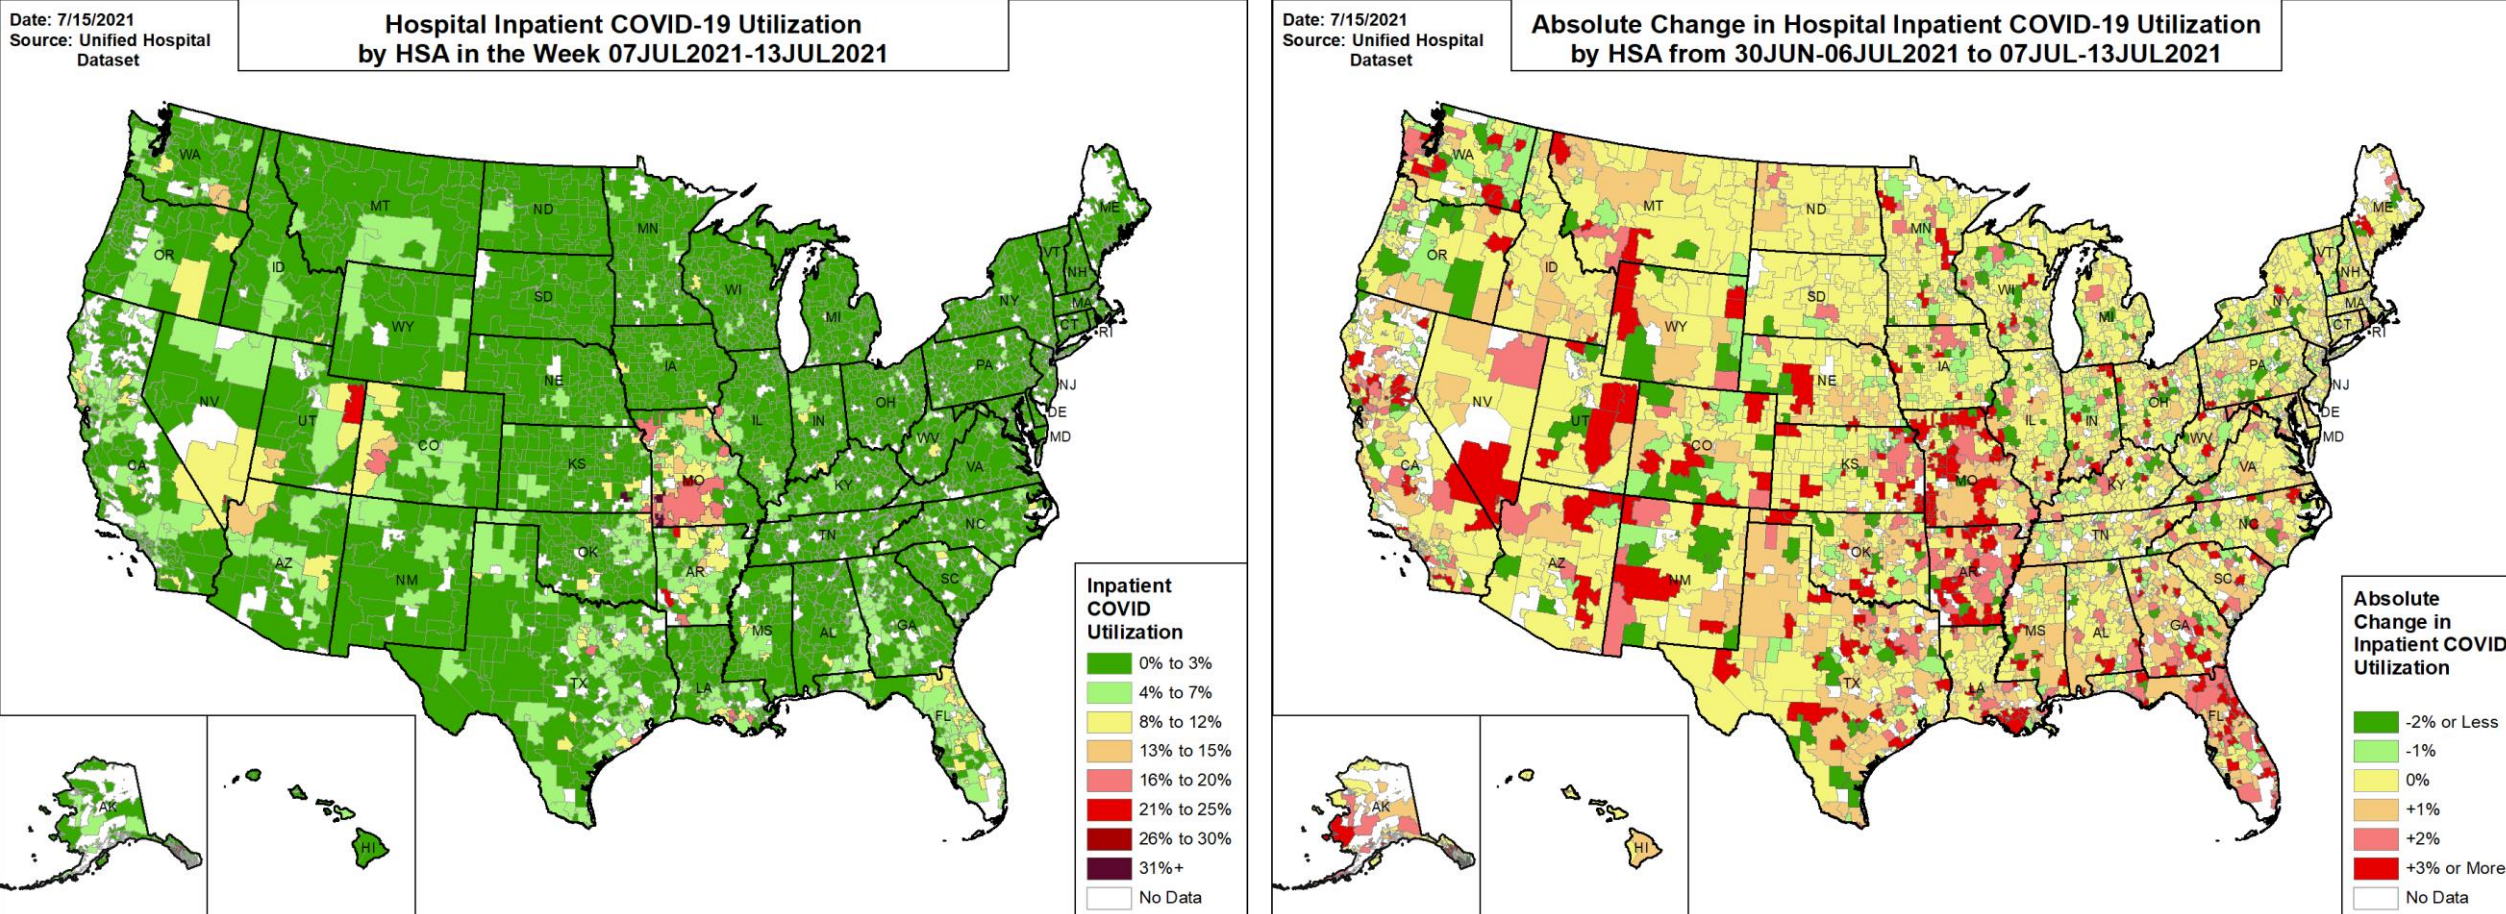 Date: 7/15/2021
Source: Unified Hospital
Dataset
Hospital Inpatient COVID-19 Utilization
by HSA in the Week 07JUL2021-13JUL2021
WA
MT
ND
MN
ME
OR
ID
SD
WI
VT
NH
NY
MA
WY
MI
CT
RI
NE
IA
PA
NJ
NV
UT
CO
IL
IN
OH
DE
MD
WV
CA
KS
MO
VA
KY
NC
TN
AZ
NM
OK
AR
SC
MS
AL
GA
TX
LA
FL
AK
HI
Inpatient
COVID
Utilization
0% to 3%
4% to 7%
8% to 12%
13% to 15%
16% to 20%
21% to 25%
26% to 30%
31%+
No Data
Date: 7/15/2021
Source: Unified Hospital
Dataset
Absolute Change in Hospital Inpatient COVID-19 Utilization
by HSA from 30JUN-06JUL2021 to 07JUL-13JUL2021
WA
MT
ND
MN
ME
OR
ID
SD
WI
VT
NH
NY
MA
WY
MI
CT
RI
NE
IA
PA
NJ
NV
UT
CO
IL
IN
OH
DE
MD
WV
CA
KS
MO
VA
KY
NC
TN
AZ
NM
OK
AR
SC
MS
AL
GA
TX
LA
FL
AK
HI
Absolute
Change in
Inpatient COVID
Utilization
-2% or Less
-1%
0%
+1%
+2%
+3% or More
No Data